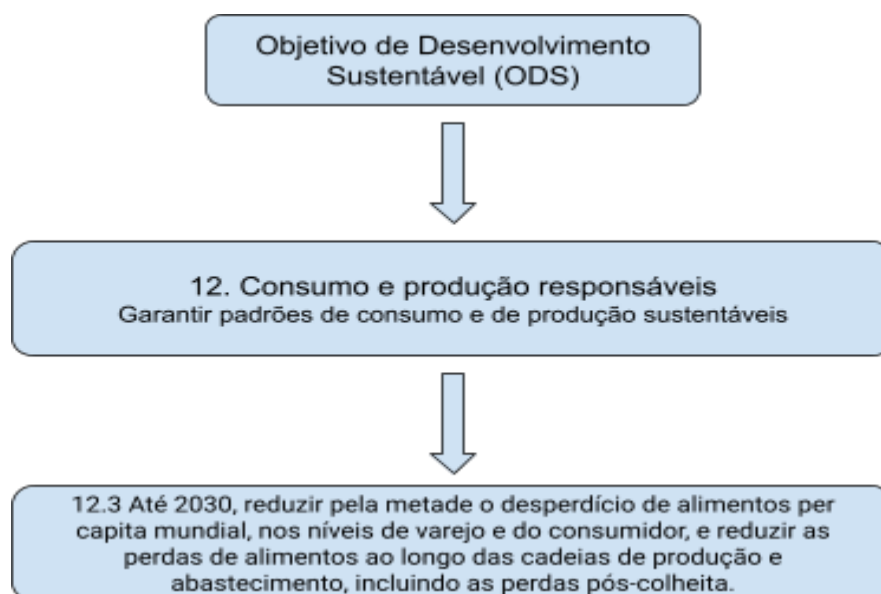 Objetivo de Desenvolvimento
Sustentável (ODS)
12. Consumo e produção responsáveis
Garantir padrões de consumo e de produção sustentáveis
12.3 Até 2030, reduzir pela metade o desperdício de alimentos per
capita mundial, nos níveis de varejo e do consumidor, e reduzir as
perdas de alimentos ao longo das cadeias de produção e
abastecimento, incluindo as perdas pós-colheita.